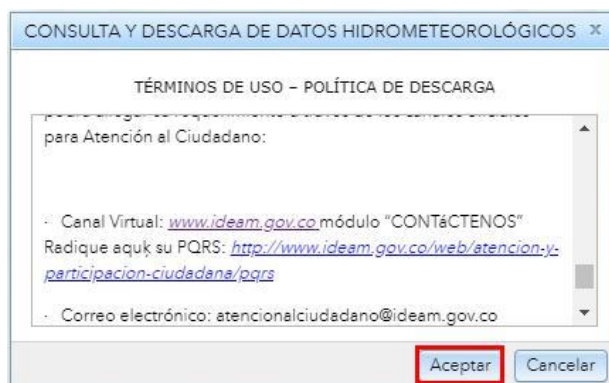 CONSULTA Y DESCARGA DE DATOS HIDROMETEOROLÓGICOS ×
TÉRMINOS DE USO – POLÍTICA DE DESCARGA
para Atención al Ciudadano:
· Canal Virtual: www.ideam.gov.co módulo “CONTáCTENOS”
Radique aquķ su PQRS: http://www.ideam.gov.co/web/atencion-y-
participacion-ciudadana/pqrs
· Correo electrónico: atencionalciudadano@ideam.gov.co
Aceptar Cancelar